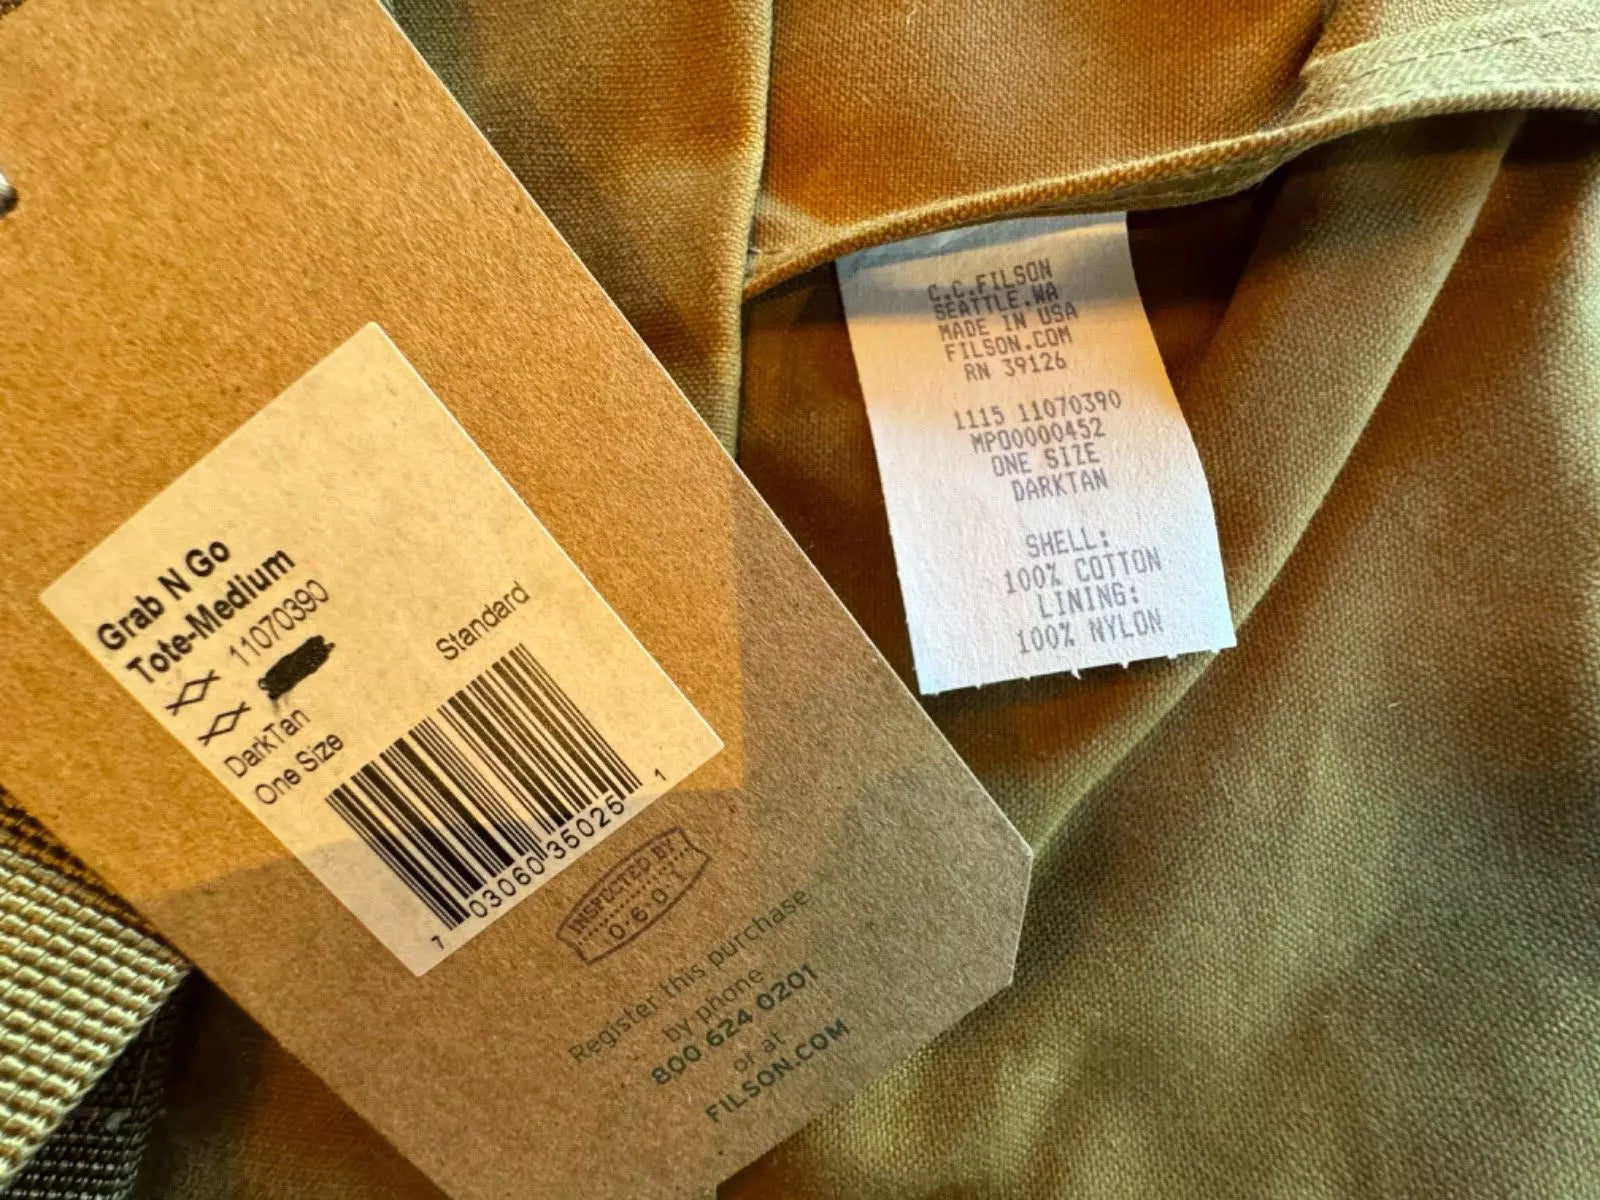 Grab N Go
Tote-Medium
11070390
DarkTan
One Size
Standard
7 03060 35025 1
INSPECTED BY
0-6-0-1
Register this purchase
by phone
800 624 0201
or at
FILSON.COM
C.C.FILSON
SEATTLE,WA
MADE IN USA
FILSON.COM
RN 39126
1115 11070390
MPO0000452
ONE SIZE
DARKTAN
SHELL:
100% COTTON
LINING:
100% NYLON